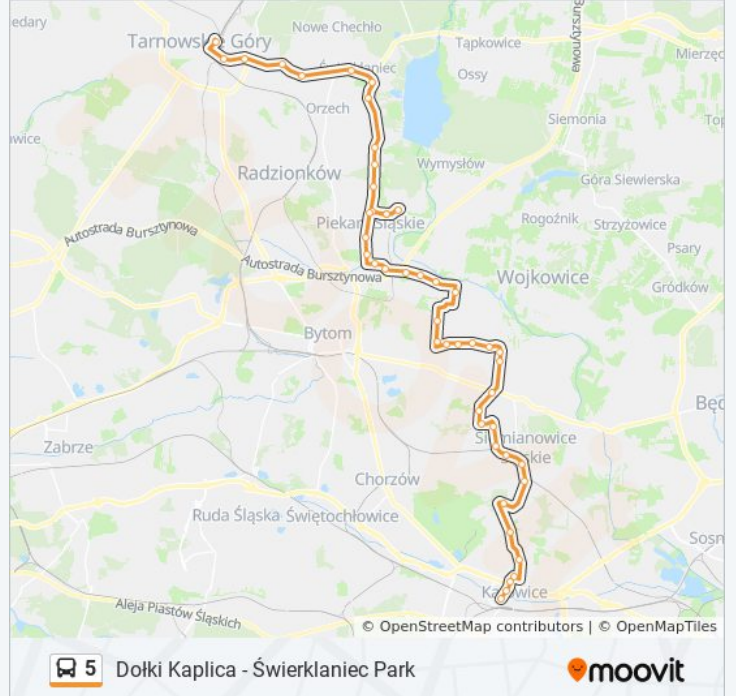 edary
Nowe Chechło
Bursztynowa
Tarnowskie Góry
Tąpkowice
Mierzęc
Ossy
Orzech
Siemonia
Wymysłów
Radzionków
Góra Siewierska
Piekary Śląskie
Rogoźnik
Strzyżowice
Autostrada Bursztynowa
Psary
Autostrada Bursztynowa
Wojkowice
Gródków
Bytom
Będ
Zabrze
Siemianowice
Chorzów
Ruda Śląska
Świętochłowice
Sosn
Katowice
Aleja Piastów Śląskich
© OpenStreetMap contributors | © OpenMapTiles
5 Dołki Kaplica - Świerklaniec Park
moovit